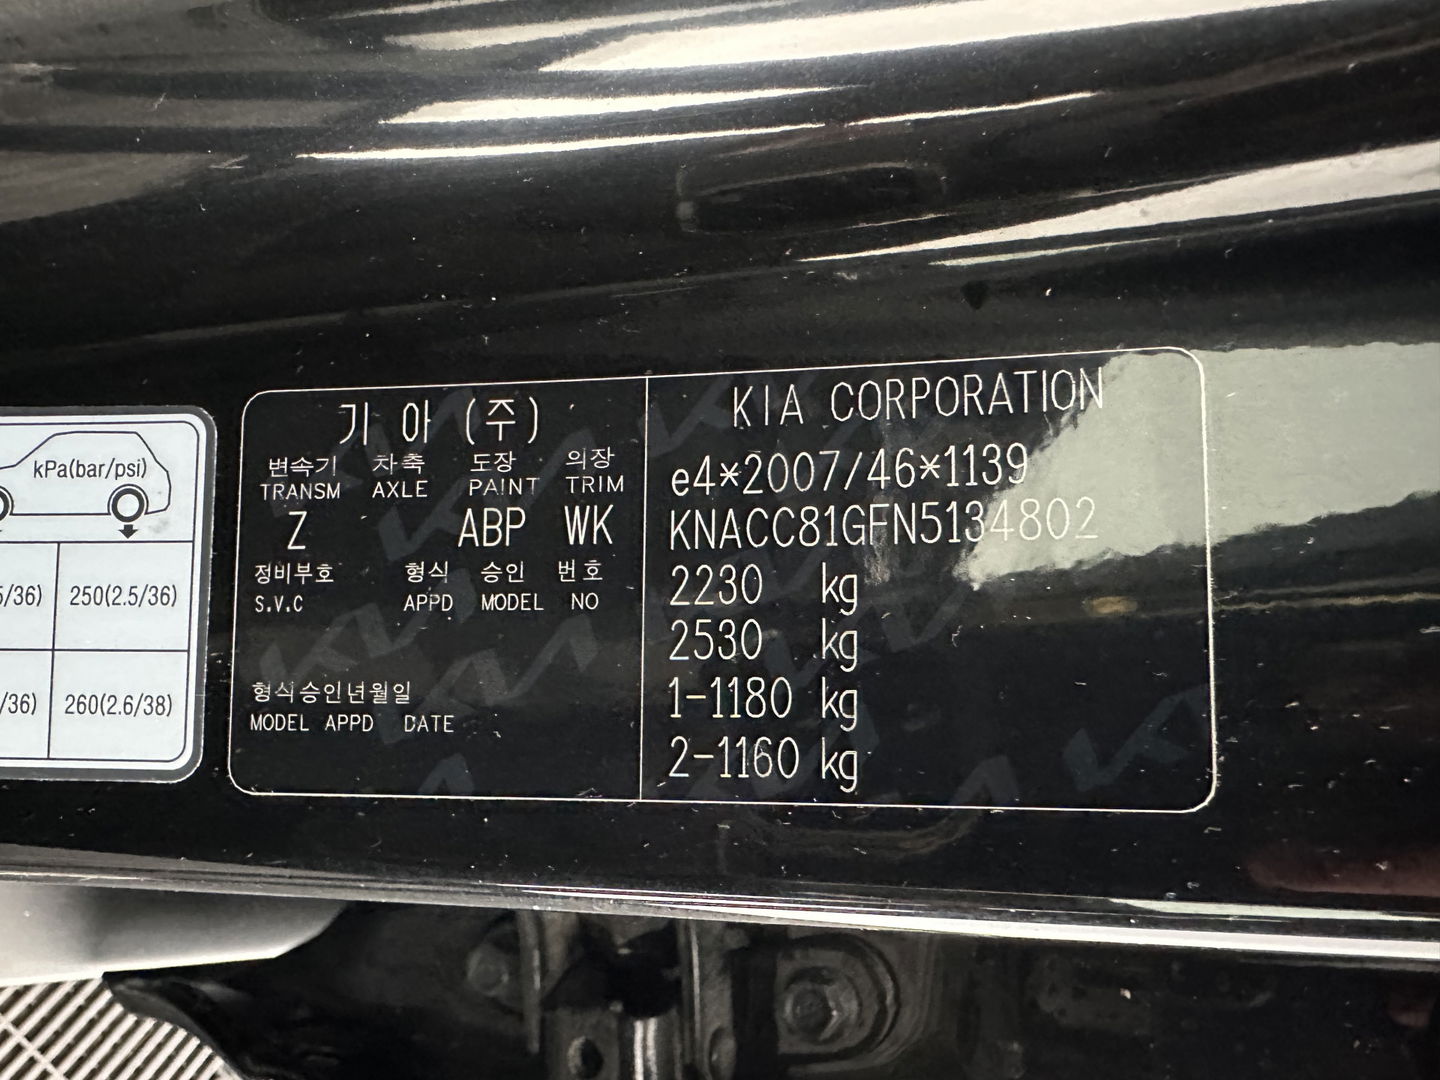 kPa(bar/psi)
5/36) 250(2.5/36)
/36) 260(2.6/38)
기 아 (주)
변속기 차축 도장 의장
TRANSM AXLE PAINT TRIM
Z ABP WK
정비부호 형식 승인 번호
S.V.C APPD MODEL NO
형식승인년월일
MODEL APPD DATE
KIA CORPORATION
e4*2007/46*1139
KNACC81GFN5134802
2230 kg
2530 kg
1-1180 kg
2-1160 kg